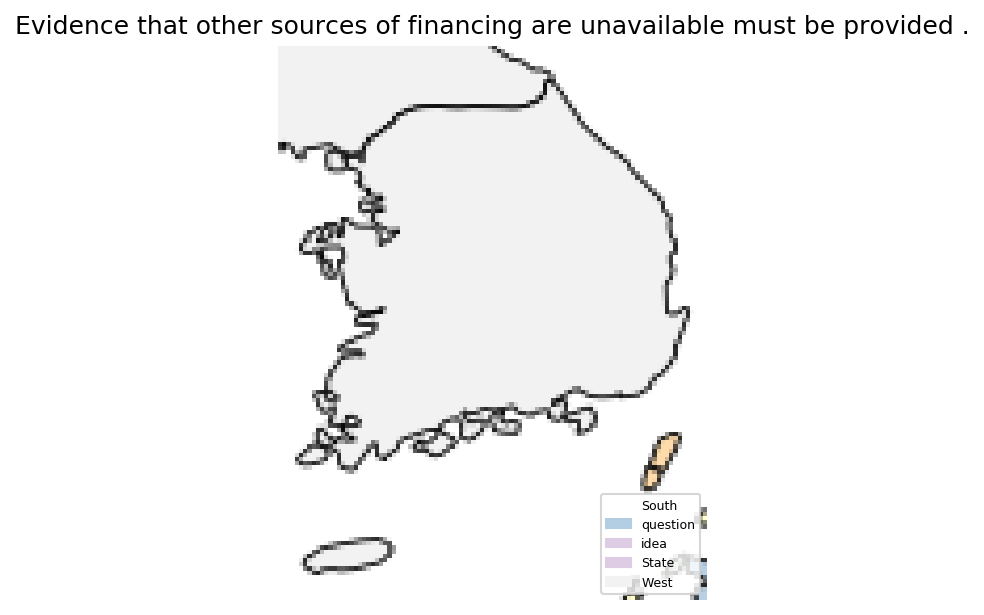 Evidence that other sources of financing are unavailable must be provided .
South
question
idea
State
West